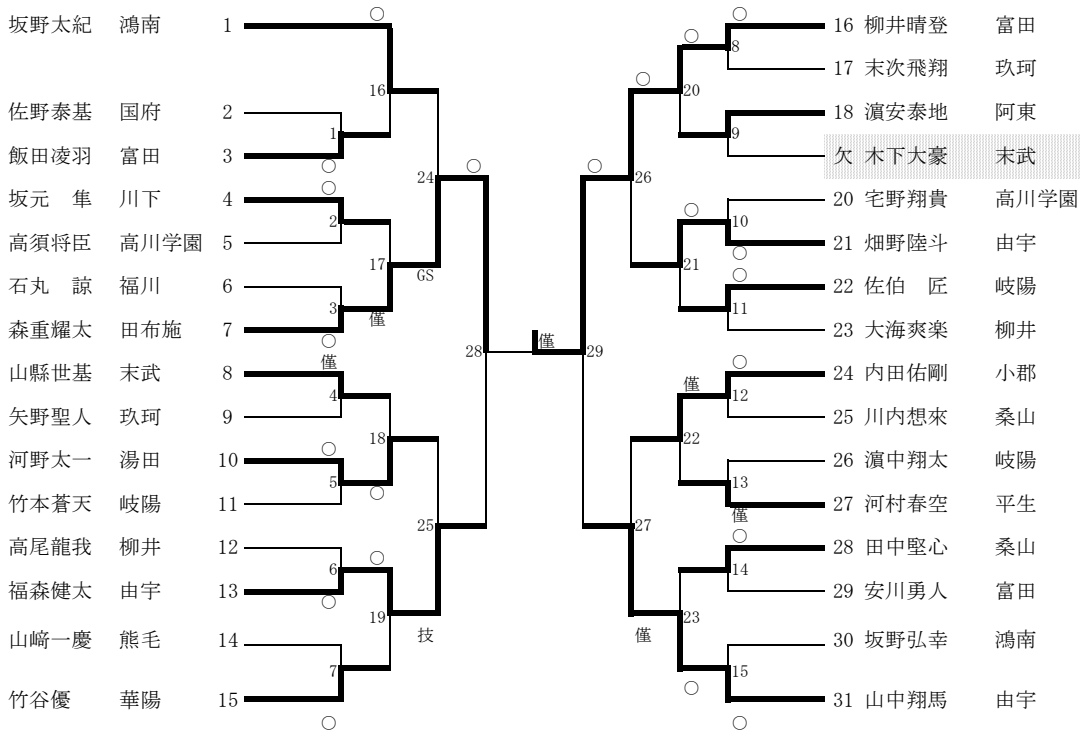 坂野太紀 鴻南 1
佐野泰基 国府 2
飯田凌羽 富田 3
坂元 隼 川下 4
高須将臣 高川学園 5
石丸 諒 福川 6
森重耀太 田布施 7
山縣世基 末武 8
矢野聖人 玖珂 9
河野太一 湯田 10
竹本蒼天 岐陽 11
高尾龍我 柳井 12
福森健太 由宇 13
山﨑一慶 熊毛 14
竹谷優 華陽 15
○
16
1
○
○
2
17
僅
3
○
24
GS
○
僅
4
18
○
5
○
25
6
○
○
19
技
7
○
28
僅
29
○
26
○
20
○
○
8
9
○
21
10
○
○
11
27
僅
僅
22
○
12
13
僅
23
○
○
14
15
○
16 柳井晴登 富田
17 末次飛翔 玖珂
18 濵安泰地 阿東
欠 木下大豪 末武
20 宅野翔貴 高川学園
21 畑野陸斗 由宇
22 佐伯 匠 岐陽
23 大海爽楽 柳井
24 内田佑剛 小郡
25 川内想來 桑山
26 濵中翔太 岐陽
27 河村春空 平生
28 田中堅心 桑山
29 安川勇人 富田
30 坂野弘幸 鴻南
31 山中翔馬 由宇